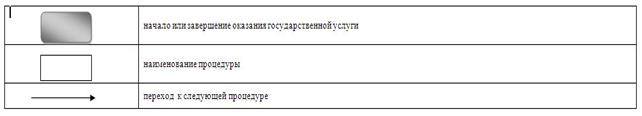 начало или завершение оказания государственной услуги
наименование процедуры
переход к следующей процедуре